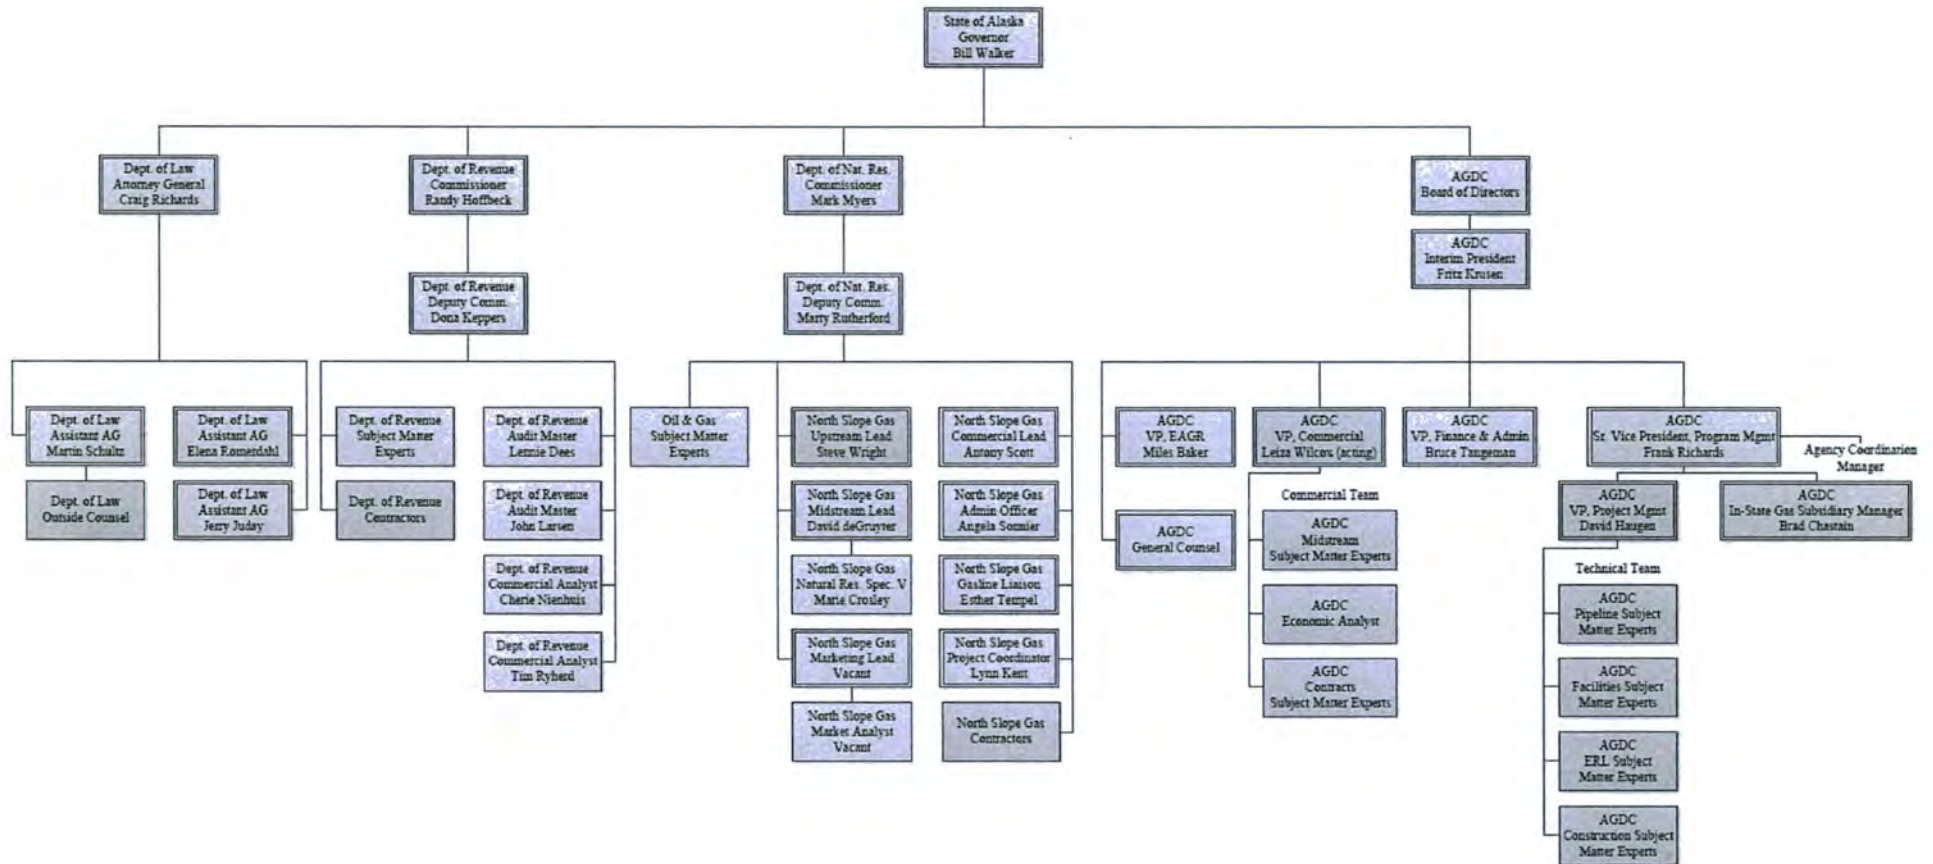 State of Alaska
Governor
Bill Walker
Dept. of Law
Attorney General
Craig Richards
Dept. of Revenue
Commissioner
Randy Hoffbeck
Dept. of Nat. Res.
Commissioner
Mark Myers
AGDC
Board of Directors
AGDC
Interim President
Fritz Krusen
Dept. of Revenue
Deputy Comm.
Dona Keppers
Dept. of Nat. Res.
Deputy Comm.
Marty Rutherford
Dept. of Law
Assistant AG
Martin Schultz
Dept. of Law
Outside Counsel
Dept. of Law
Assistant AG
Elena Romerdahl
Dept. of Law
Assistant AG
Jerry Juday
Dept. of Revenue
Subject Matter
Experts
Dept. of Revenue
Contractors
Dept. of Revenue
Audit Master
Lennie Dees
Dept. of Revenue
Audit Master
John Larsen
Dept. of Revenue
Commercial Analyst
Cherie Nienhuis
Dept. of Revenue
Commercial Analyst
Tim Ryherd
Oil & Gas
Subject Matter
Experts
North Slope Gas
Upstream Lead
Steve Wright
North Slope Gas
Midstream Lead
David deGruyter
North Slope Gas
Natural Res. Spec. V
Marie Crosley
North Slope Gas
Marketing Lead
Vacant
North Slope Gas
Market Analyst
Vacant
North Slope Gas
Commercial Lead
Antony Scott
North Slope Gas
Admin Officer
Angela Sonnier
North Slope Gas
Gasline Liaison
Esther Tempel
North Slope Gas
Project Coordinator
Lynn Kent
North Slope Gas
Contractors
AGDC
VP, EAGR
Miles Baker
AGDC
General Counsel
AGDC
VP, Commercial
Leiza Wilcox (acting)
Commercial Team
AGDC
Midstream
Subject Matter Experts
AGDC
Economic Analyst
AGDC
Contracts
Subject Matter Experts
AGDC
VP, Finance & Admin
Bruce Tangeman
AGDC
Sr. Vice President, Program Mgmt
Frank Richards
Agency Coordination
Manager
AGDC
VP, Project Mgmt
David Haugen
AGDC
In-State Gas Subsidiary Manager
Brad Chastain
Technical Team
AGDC
Pipeline Subject
Matter Experts
AGDC
Facilities Subject
Matter Experts
AGDC
ERL Subject
Matter Experts
AGDC
Construction Subject
Matter Experts